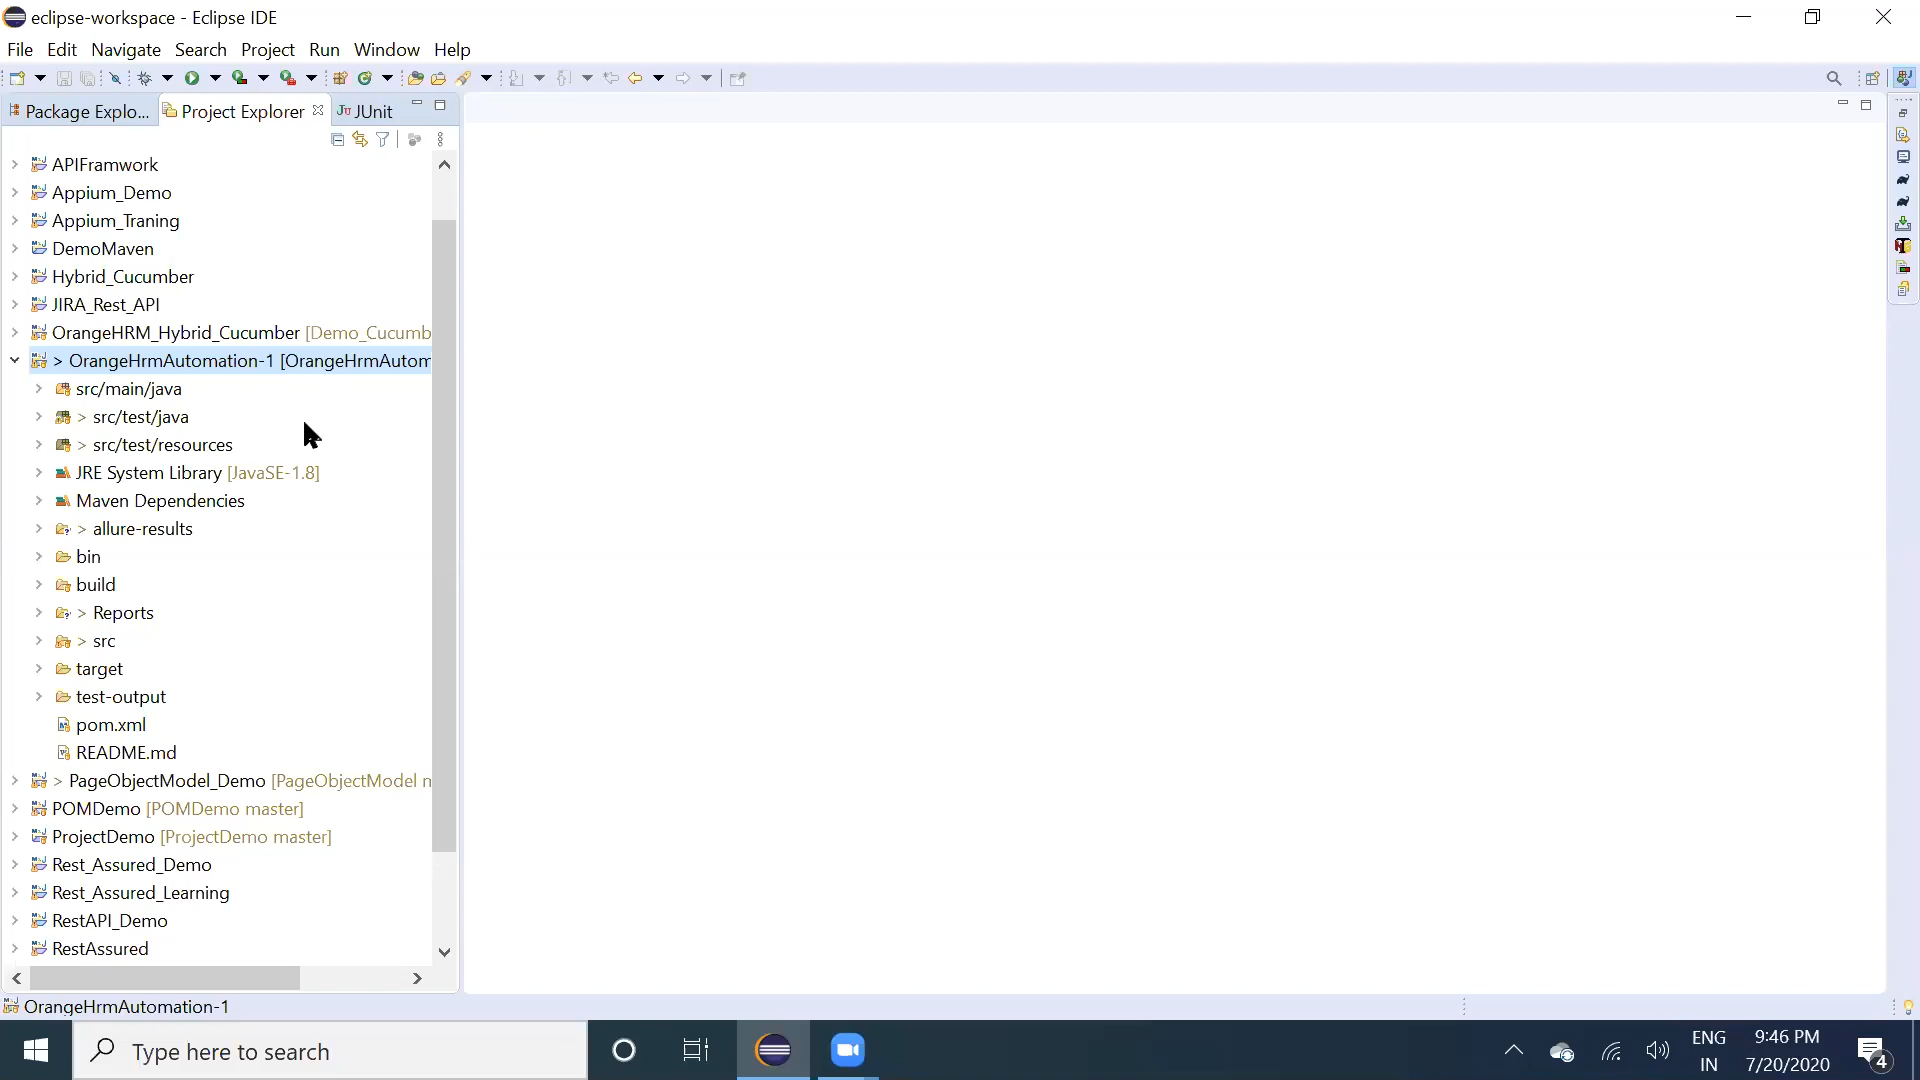 eclipse-workspace - Eclipse IDE
File Edit Navigate Search Project Run Window Help
Package Explo... Project Explorer JUnit
APIFramwork
Appium_Demo
Appium_Traning
DemoMaven
Hybrid_Cucumber
JIRA_Rest_API
OrangeHRM_Hybrid_Cucumber [Demo_Cucumb
> OrangeHrmAutomation-1 [OrangeHrmAutom
src/main/java
> src/test/java
> src/test/resources
JRE System Library [JavaSE-1.8]
Maven Dependencies
> allure-results
bin
build
> Reports
> src
target
test-output
pom.xml
README.md
> PageObjectModel_Demo [PageObjectModel m
POMDemo [POMDemo master]
ProjectDemo [ProjectDemo master]
Rest_Assured_Demo
Rest_Assured_Learning
RestAPI_Demo
RestAssured
OrangeHrmAutomation-1
Type here to search
ENG 9:46 PM
IN 7/20/2020 4